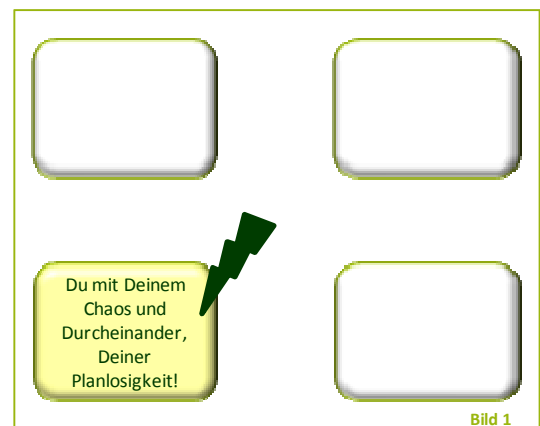 Du mit Deinem
Chaos und
Durcheinander,
Deiner
Planlosigkeit!
Bild 1